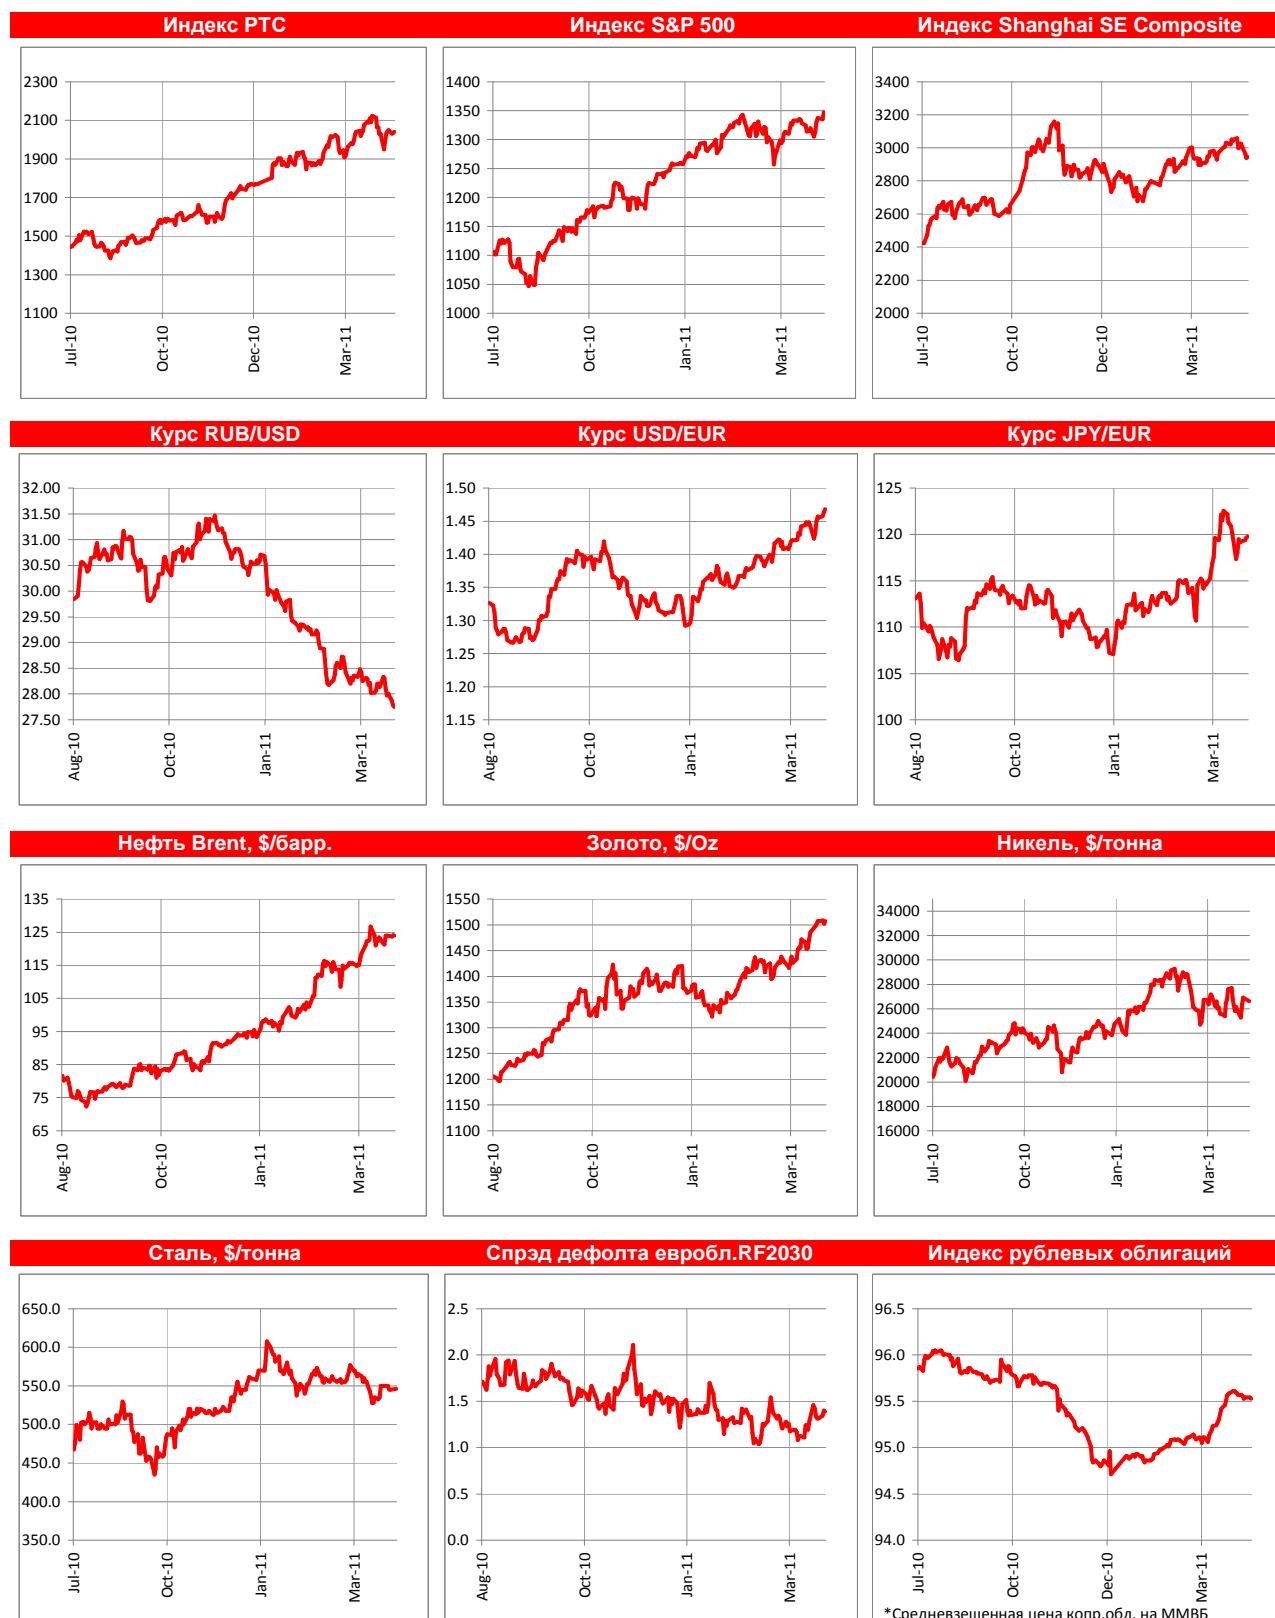 Индекс РТС
Индекс S&P 500
Индекс Shanghai SE Composite
2300
2100
1900
1700
1500
1300
1100
Jul-10
Oct-10
Dec-10
Mar-11
1400
1350
1300
1250
1200
1150
1100
1050
1000
Jul-10
Oct-10
Jan-11
Mar-11
3400
3200
3000
2800
2600
2400
2200
2000
Jul-10
Oct-10
Dec-10
Mar-11
Курс RUB/USD
Курс USD/EUR
Курс JPY/EUR
32.00
31.50
31.00
30.50
30.00
29.50
29.00
28.50
28.00
27.50
Aug-10
Oct-10
Jan-11
Mar-11
1.50
1.45
1.40
1.35
1.30
1.25
1.20
1.15
Aug-10
Oct-10
Jan-11
Mar-11
125
120
115
110
105
100
Aug-10
Oct-10
Jan-11
Mar-11
Нефть Brent, $/барр.
Золото, $/Oz
Никель, $/тонна
135
125
115
105
95
85
75
65
Aug-10
Oct-10
Jan-11
Mar-11
1550
1500
1450
1400
1350
1300
1250
1200
1150
1100
Aug-10
Oct-10
Jan-11
Mar-11
34000
32000
30000
28000
26000
24000
22000
20000
18000
16000
Jul-10
Oct-10
Jan-11
Mar-11
Сталь, $/тонна
Спрэд дефолта евробл.RF2030
Индекс рублевых облигаций
650.0
600.0
550.0
500.0
450.0
400.0
350.0
Jul-10
Oct-10
Jan-11
Mar-11
2.5
2.0
1.5
1.0
0.5
0.0
Aug-10
Oct-10
Jan-11
Mar-11
96.5
96.0
95.5
95.0
94.5
94.0
Jul-10
Oct-10
Dec-10
Mar-11
*Средневзешенная цена копр.обл. на ММВБ